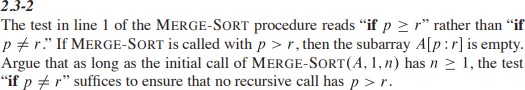 2.3-2
The test in line 1 of the MERGE-SORT procedure reads “if p ≥ r” rather than “if
p ≠ r.” If MERGE-SORT is called with p > r, then the subarray A[p : r] is empty.
Argue that as long as the initial call of MERGE-SORT(A, 1, n) has n ≥ 1, the test
“if p ≠ r” suffices to ensure that no recursive call has p > r.